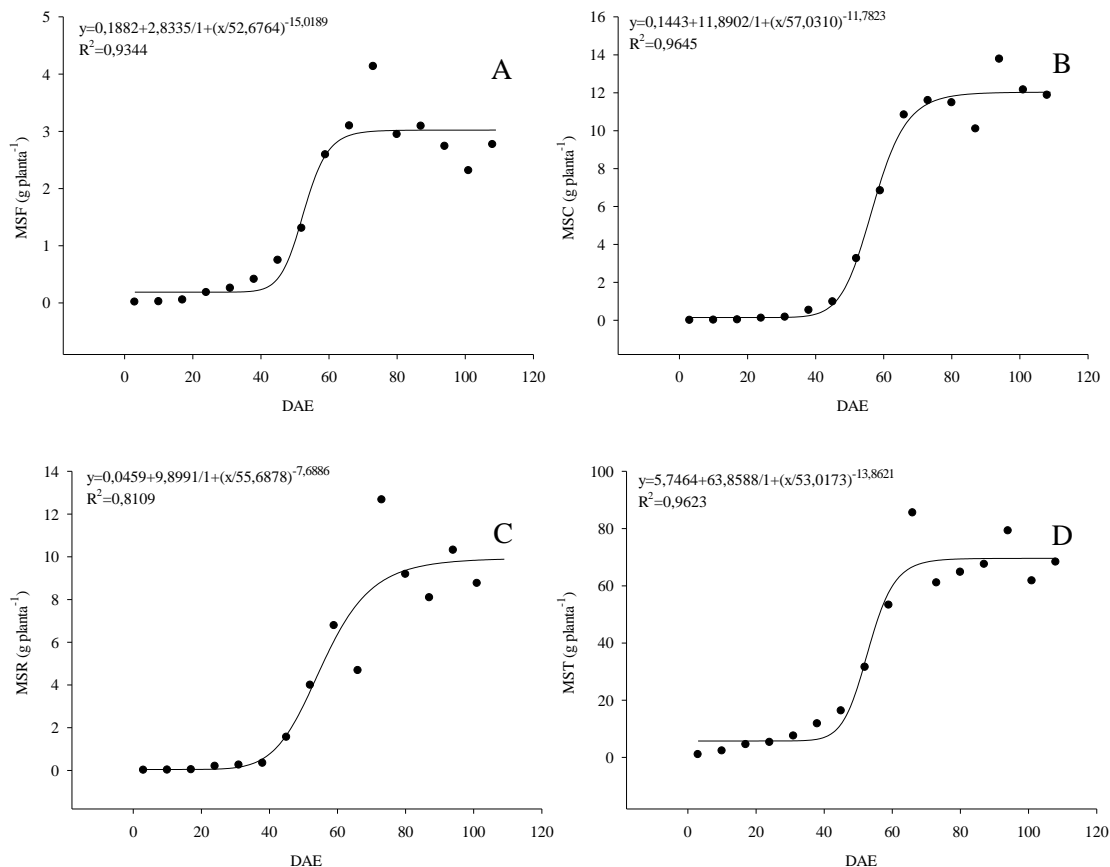 y=0,1882+2,8335/1+(x/52,6764)^-15,0189
R²=0,9344
A
MSF (g planta⁻¹)
5
4
3
2
1
0
0 20 40 60 80 100 120
DAE
y=0,1443+11,8902/1+(x/57,0310)^-11,7823
R²=0,9645
B
MSC (g planta⁻¹)
16
14
12
10
8
6
4
2
0
0 20 40 60 80 100 120
DAE
y=0,0459+9,8991/1+(x/55,6878)^-7,6886
R²=0,8109
C
MSR (g planta⁻¹)
14
12
10
8
6
4
2
0
0 20 40 60 80 100 120
DAE
y=5,7464+63,8588/1+(x/53,0173)^-13,8621
R²=0,9623
D
MST (g planta⁻¹)
100
80
60
40
20
0
0 20 40 60 80 100 120
DAE